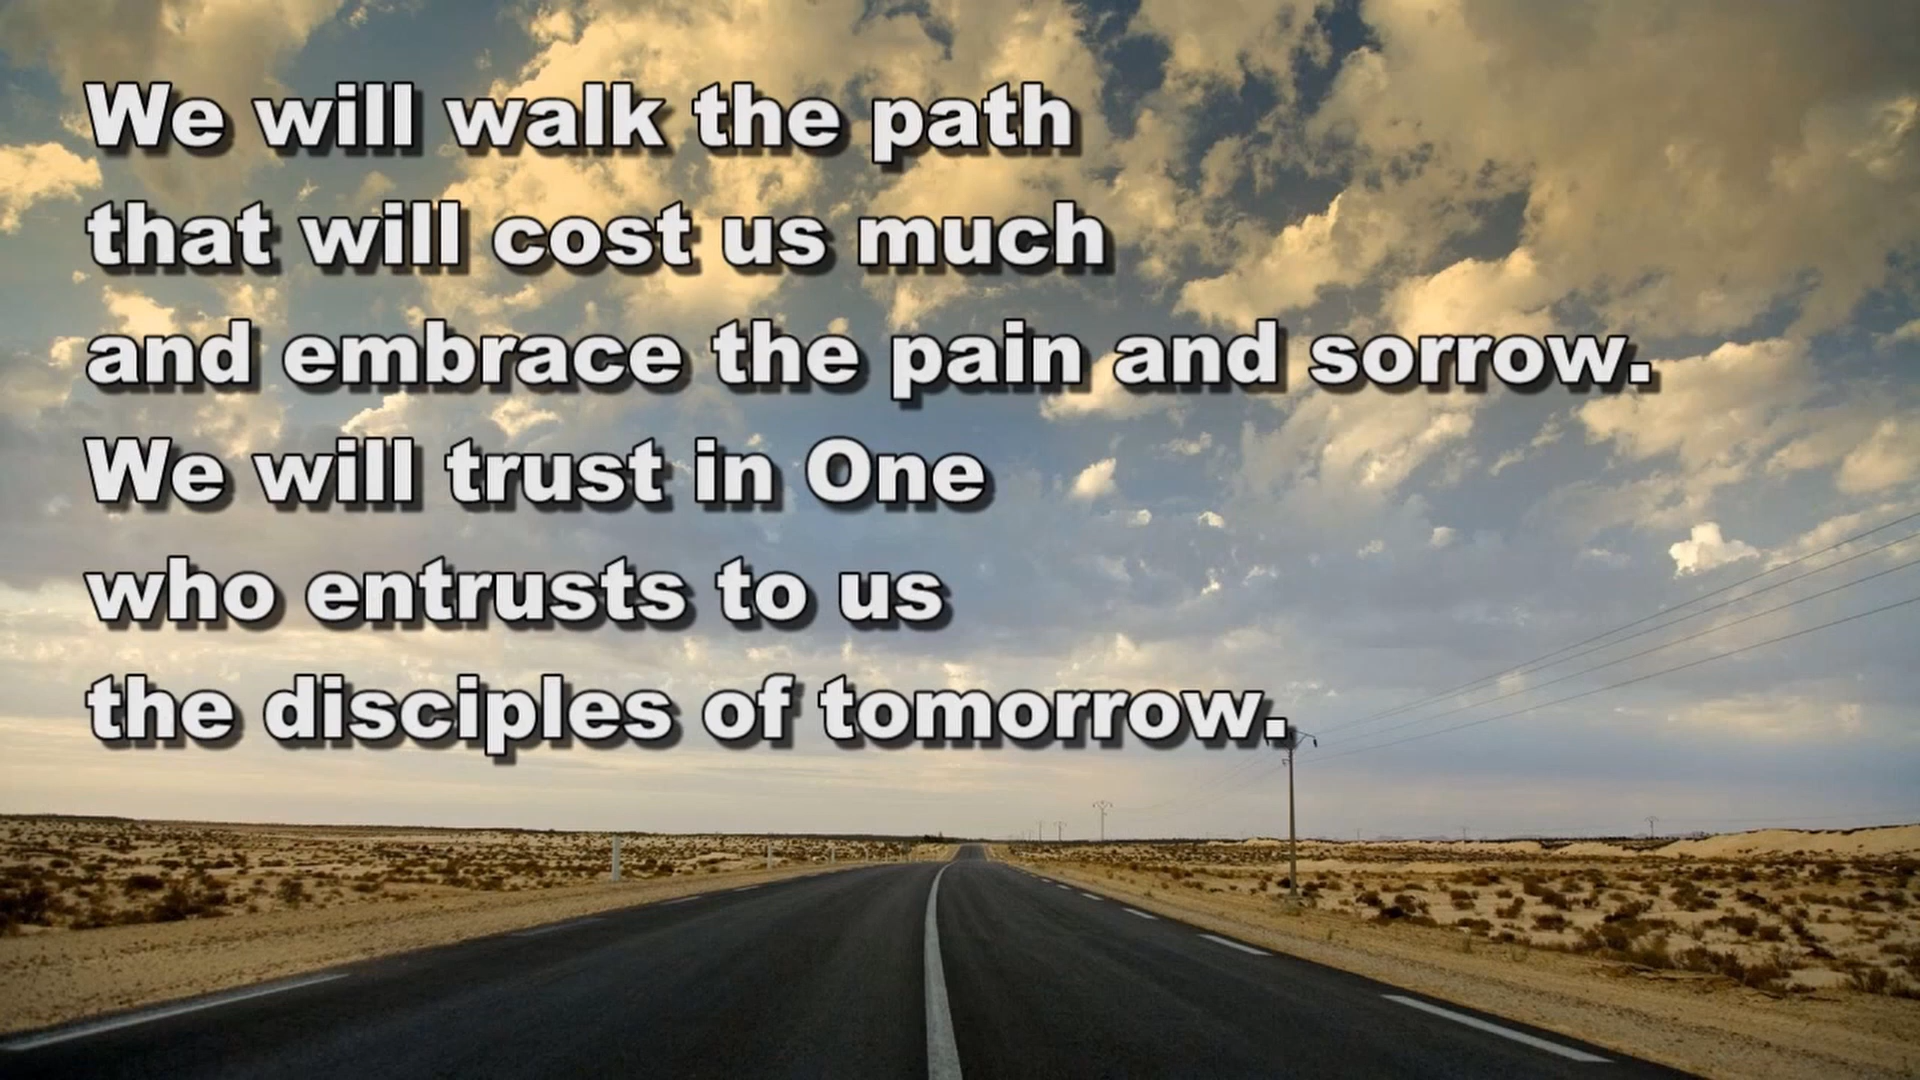 We will walk the path
that will cost us much
and embrace the pain and sorrow.
We will trust in One
who entrusts to us
the disciples of tomorrow.